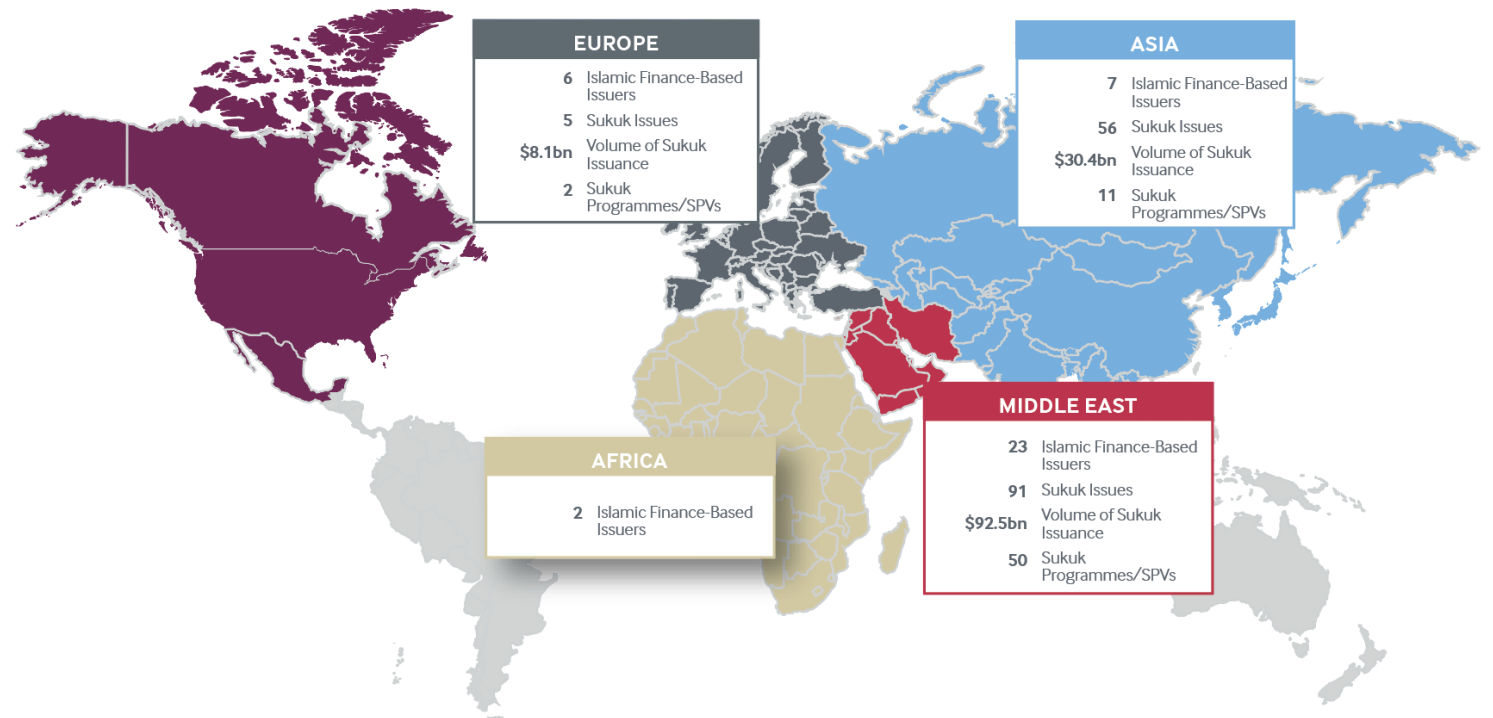 EUROPE
6 Islamic Finance-Based
Issuers
5 Sukuk Issues
$8.1bn Volume of Sukuk
Issuance
2 Sukuk
Programmes/SPVs
ASIA
7 Islamic Finance-Based
Issuers
56 Sukuk Issues
$30.4bn Volume of Sukuk
Issuance
11 Sukuk
Programmes/SPVs
AFRICA
2 Islamic Finance-Based
Issuers
MIDDLE EAST
23 Islamic Finance-Based
Issuers
91 Sukuk Issues
$92.5bn Volume of Sukuk
Issuance
50 Sukuk
Programmes/SPVs